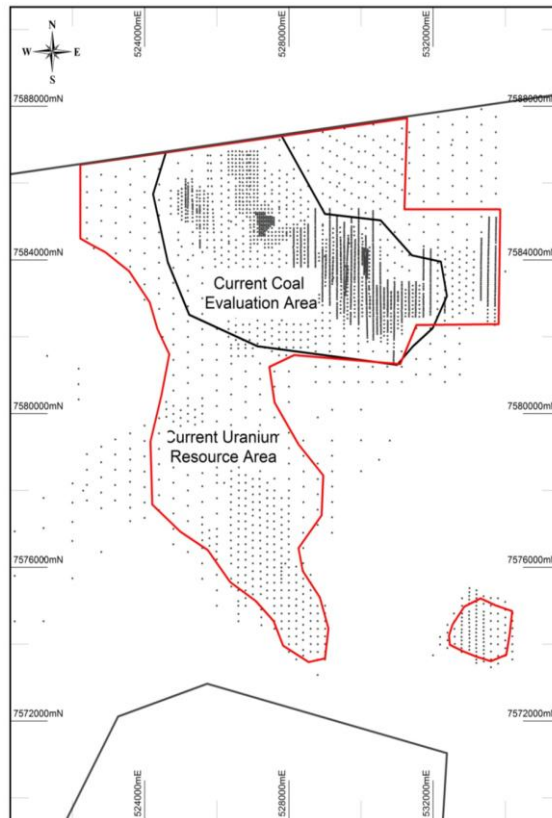 524000mE
528000mE
532000mE
N
W
E
S
7588000mN
7588000mN
7584000mN
7584000mN
Current Coal
Evaluation Area
7580000mN
7580000mN
Current Uranium
Resource Area
7576000mN
7576000mN
7572000mN
7572000mN
524000mE
528000mE
532000mE